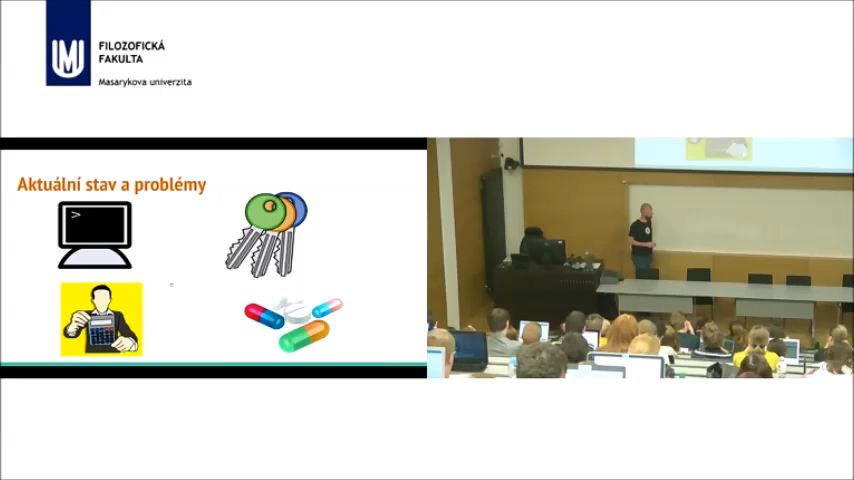 FILOZOFICKÁ
FAKULTA
Masarykova univerzita
Aktuální stav a problémy
>